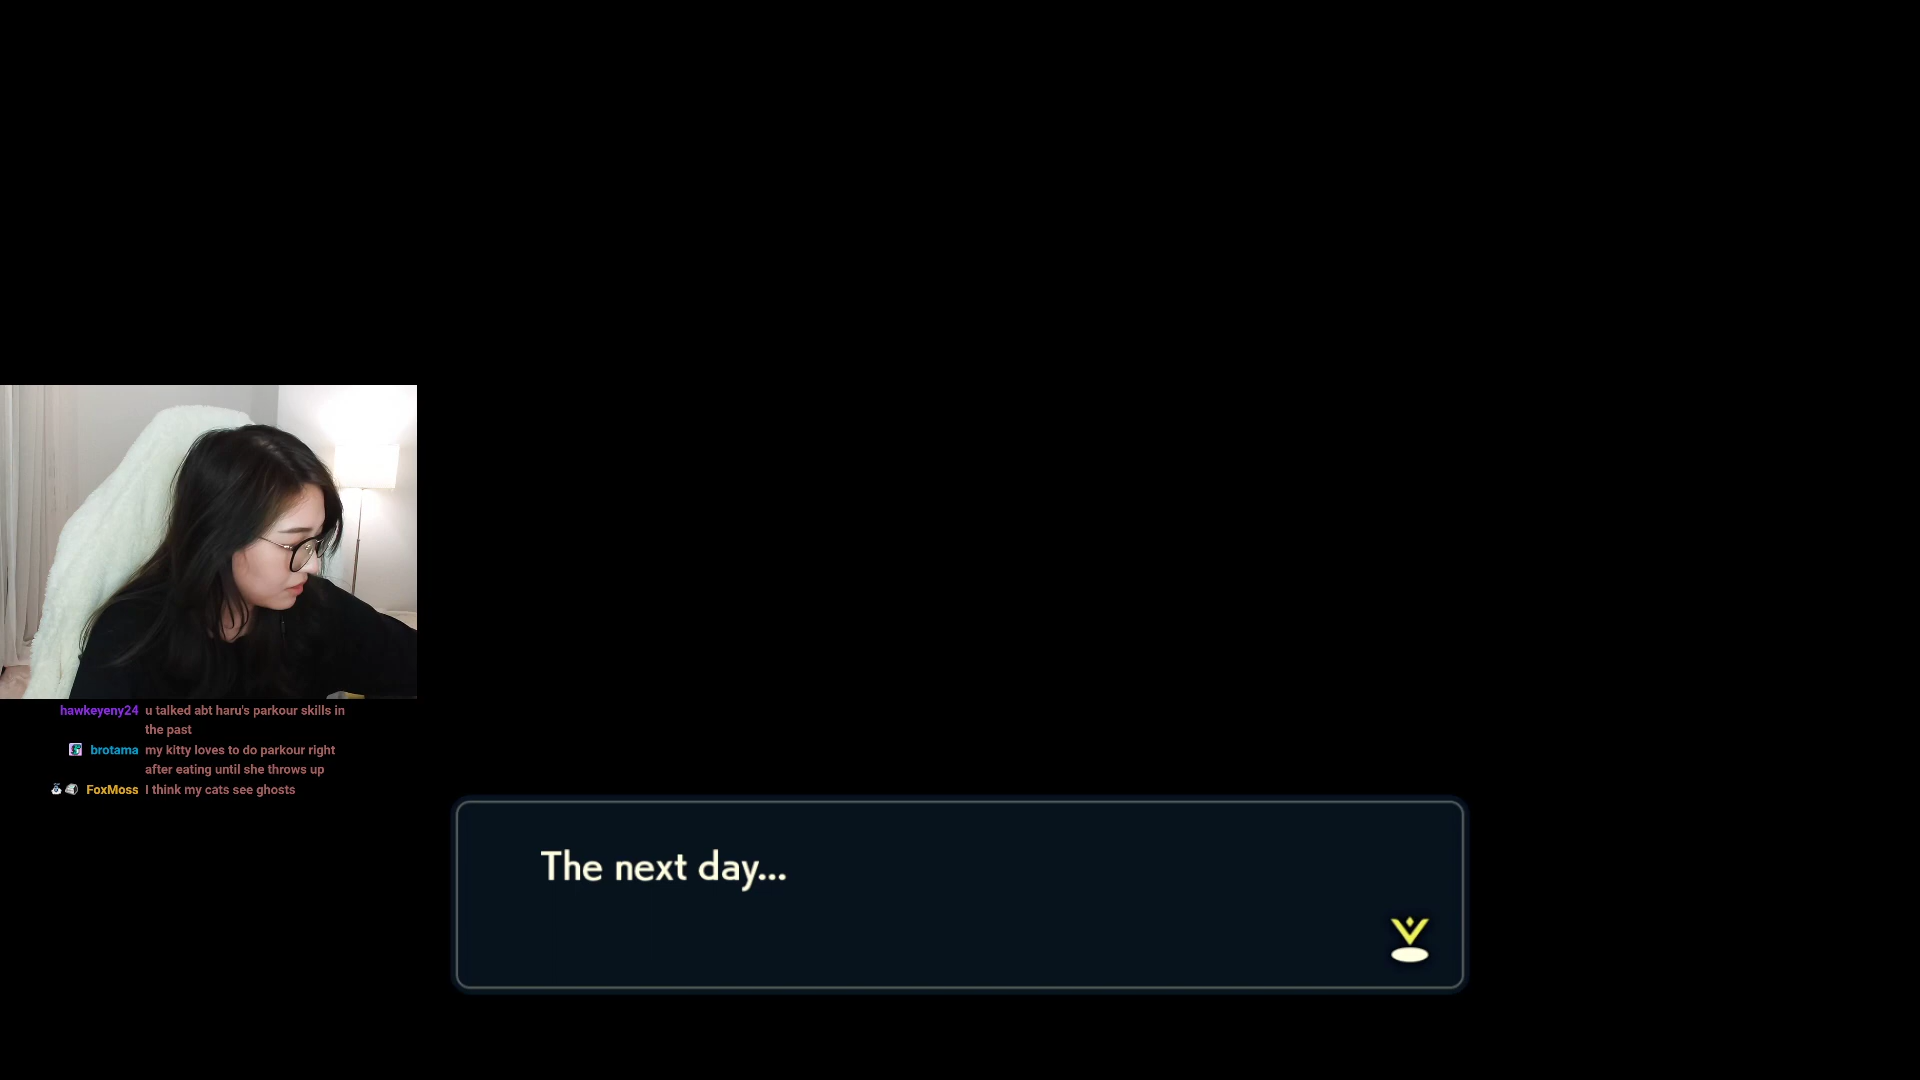 hawkeyeny24 u talked abt haru's parkour skills in
the past
brotama my kitty loves to do parkour right
after eating until she throws up
FoxMoss I think my cats see ghosts
The next day...